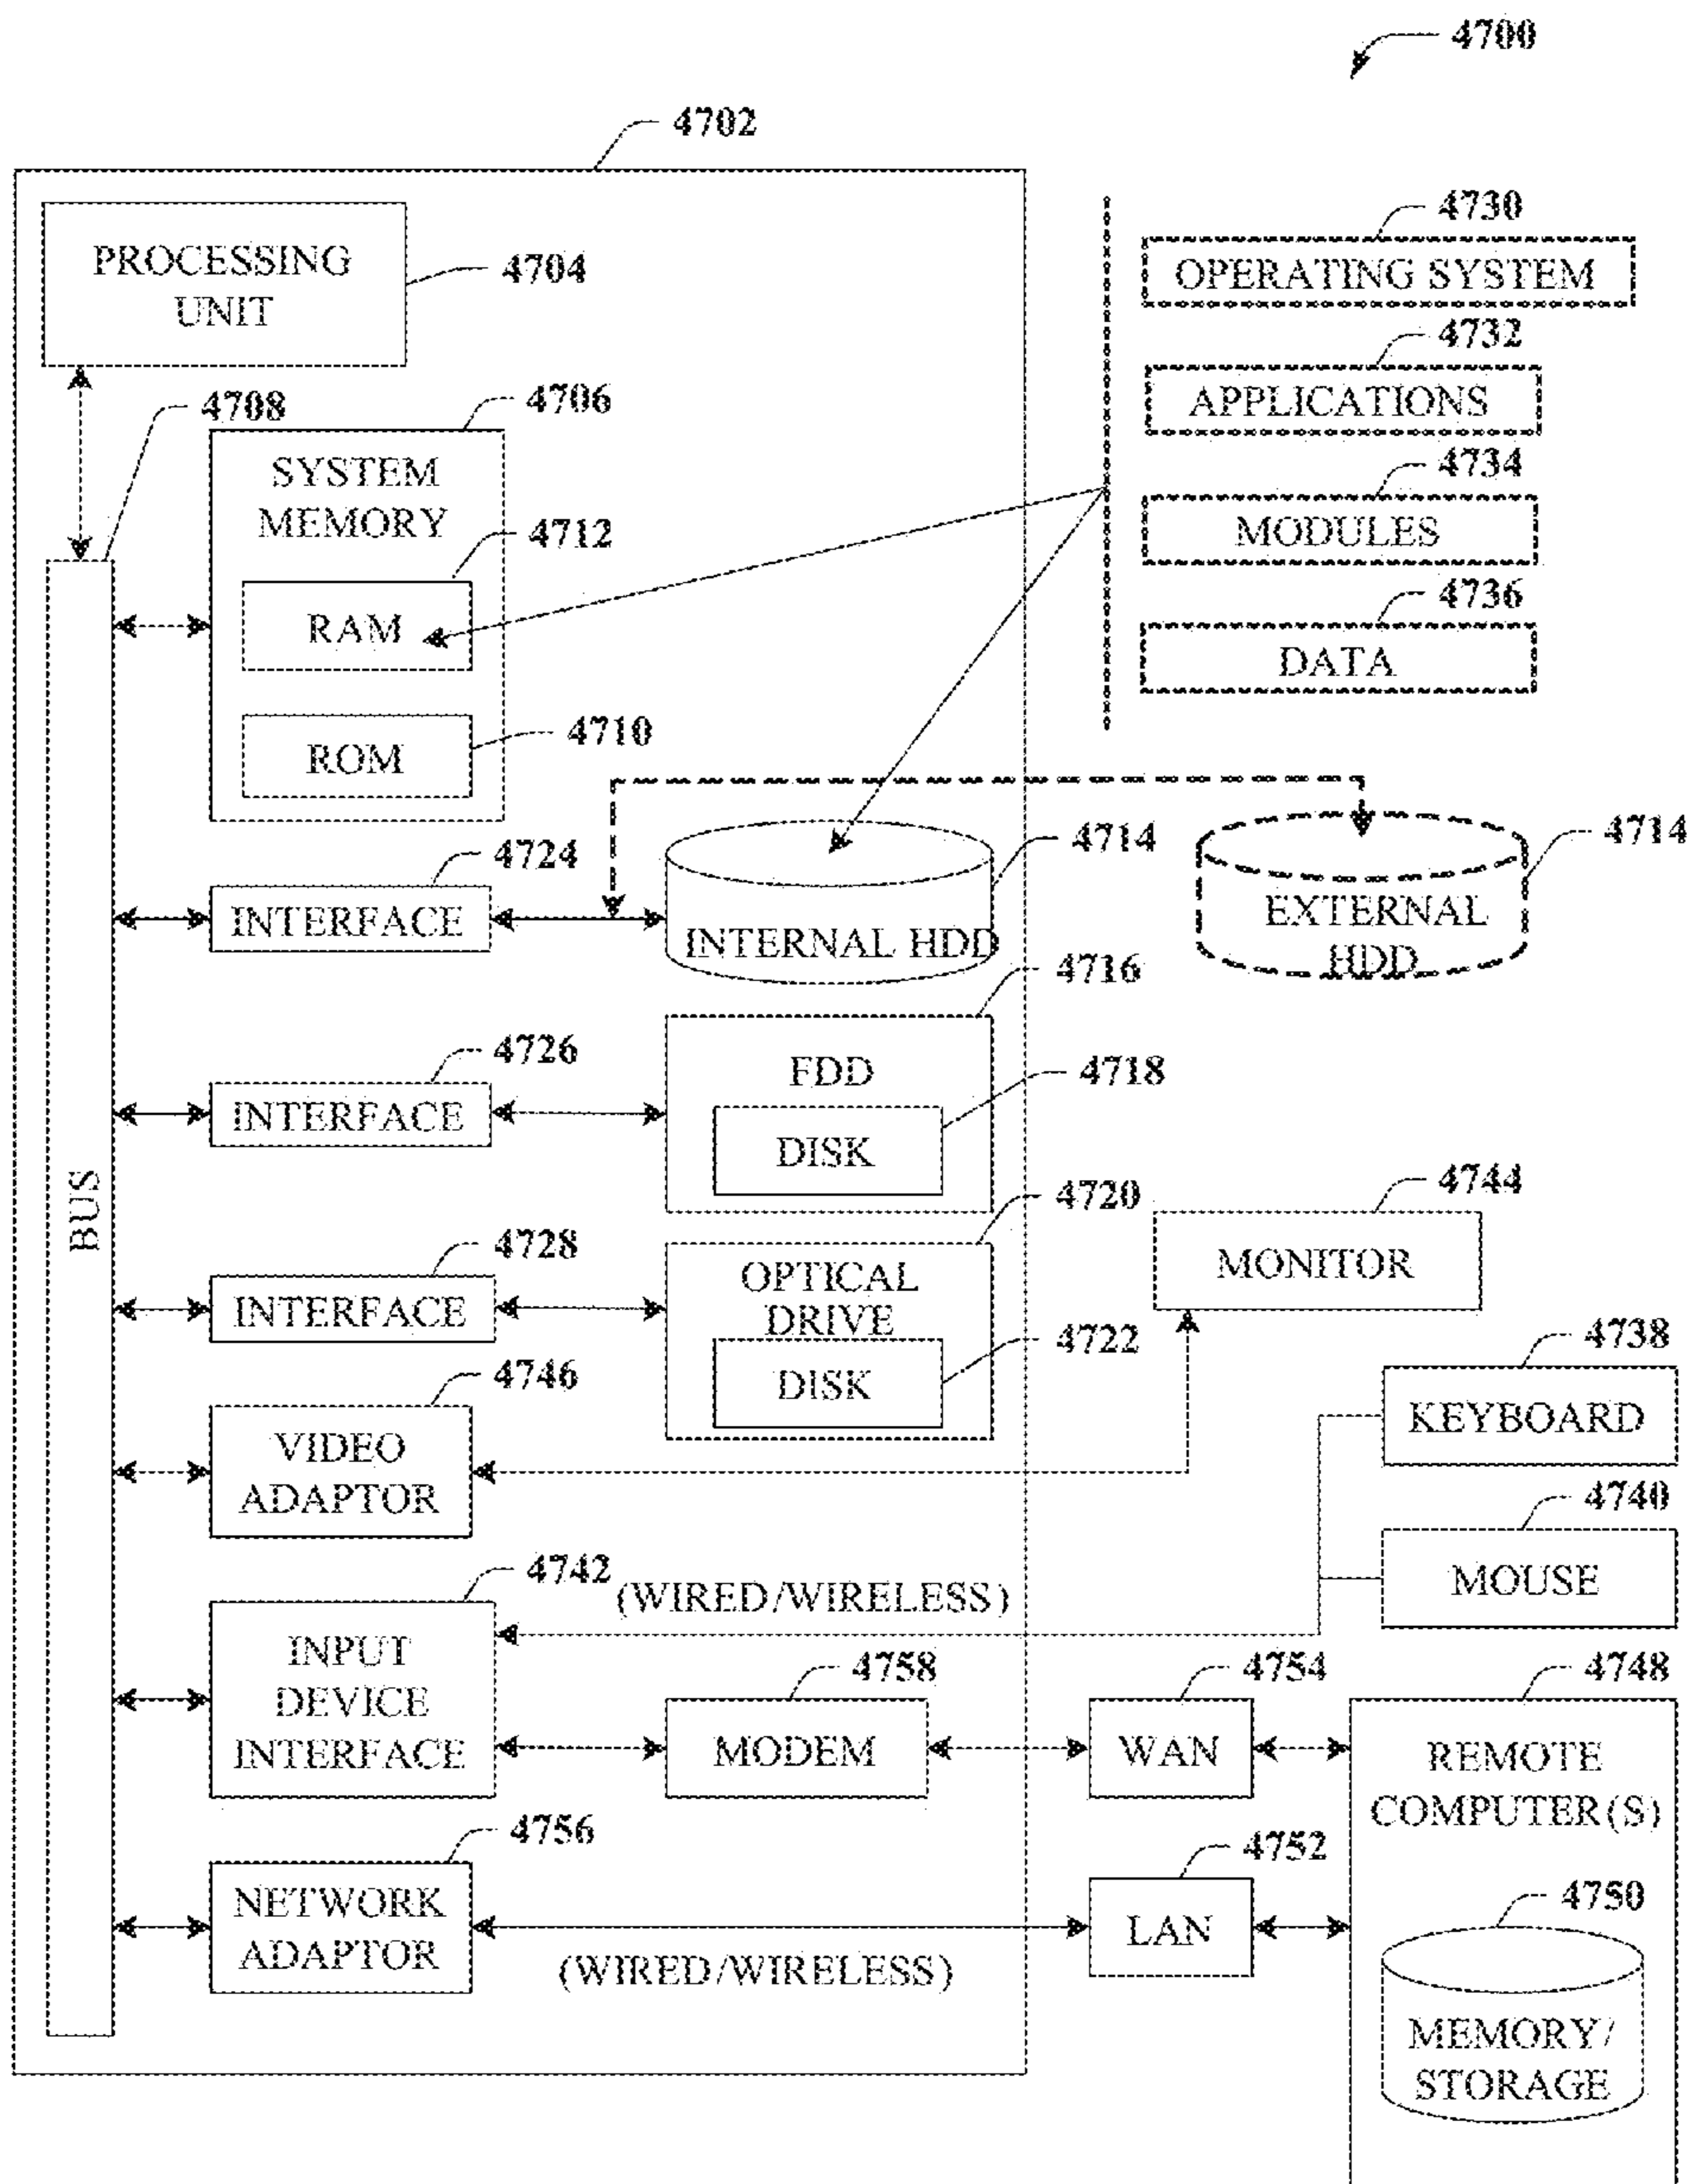 4700
4702
PROCESSING
UNIT
4704
4730
OPERATING SYSTEM
4732
APPLICATIONS
4734
MODULES
4736
DATA
4708
4706
SYSTEM
MEMORY
4712
RAM
4710
ROM
BUS
4724
INTERFACE
4714
INTERNAL HDD
4714
EXTERNAL
HDD
4726
INTERFACE
4716
FDD
4718
DISK
4728
INTERFACE
4720
OPTICAL
DRIVE
4722
DISK
4744
MONITOR
4746
VIDEO
ADAPTOR
4738
KEYBOARD
4740
MOUSE
4742
(WIRED/WIRELESS)
INPUT
DEVICE
INTERFACE
4758
MODEM
4754
WAN
4748
REMOTE
COMPUTER(S)
4756
NETWORK
ADAPTOR
(WIRED/WIRELESS)
4752
LAN
4750
MEMORY/
STORAGE